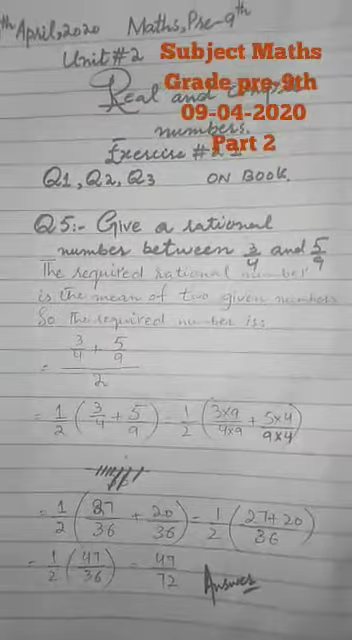 April, 2020 Maths, Pre-9th
Unit #2 Subject Maths
Real and Grade pre-9th
09-04-2020
numbers.
Exercise # 2.1 Part 2
Q1, Q2, Q3 ON BOOK.
Q5:- Give a rational
number between 3/4 and 5/9
The required rational number
is the mean of two given numbers
So the required number is:
= (3/4 + 5/9)/2
= 1/2 (3/4 + 5/9) = 1/2 (3×9/4×9 + 5×4/9×4)
= 1/2 (27/36 + 20/36) = 1/2 (27+20/36)
= 1/2 (47/36) = 47/72 Answer